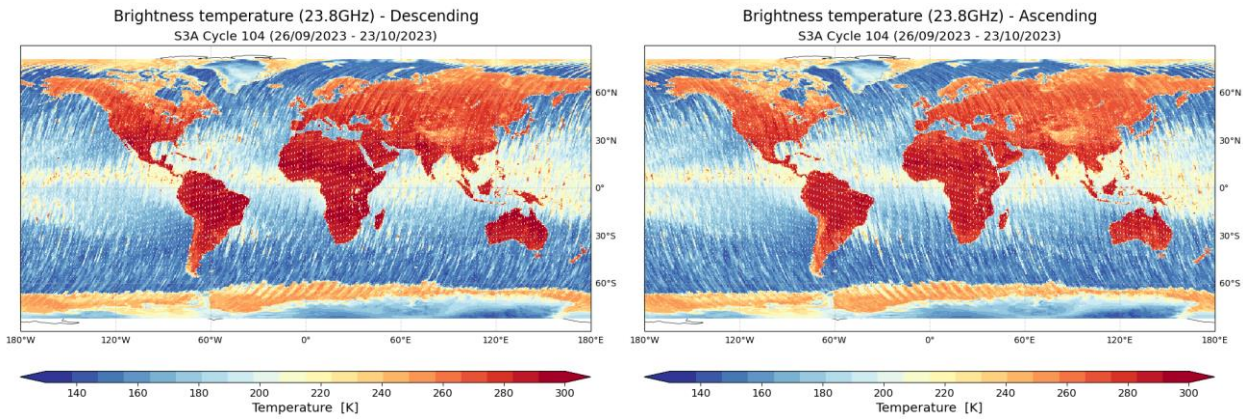 Brightness temperature (23.8GHz) - Descending
S3A Cycle 104 (26/09/2023 - 23/10/2023)
60°N
30°N
0°
30°S
60°S
180°W 120°W 60°W 0° 60°E 120°E 180°E
140 160 180 200 220 240 260 280 300
Temperature [K]
Brightness temperature (23.8GHz) - Ascending
S3A Cycle 104 (26/09/2023 - 23/10/2023)
60°N
30°N
0°
30°S
60°S
180°W 120°W 60°W 0° 60°E 120°E 180°E
140 160 180 200 220 240 260 280 300
Temperature [K]